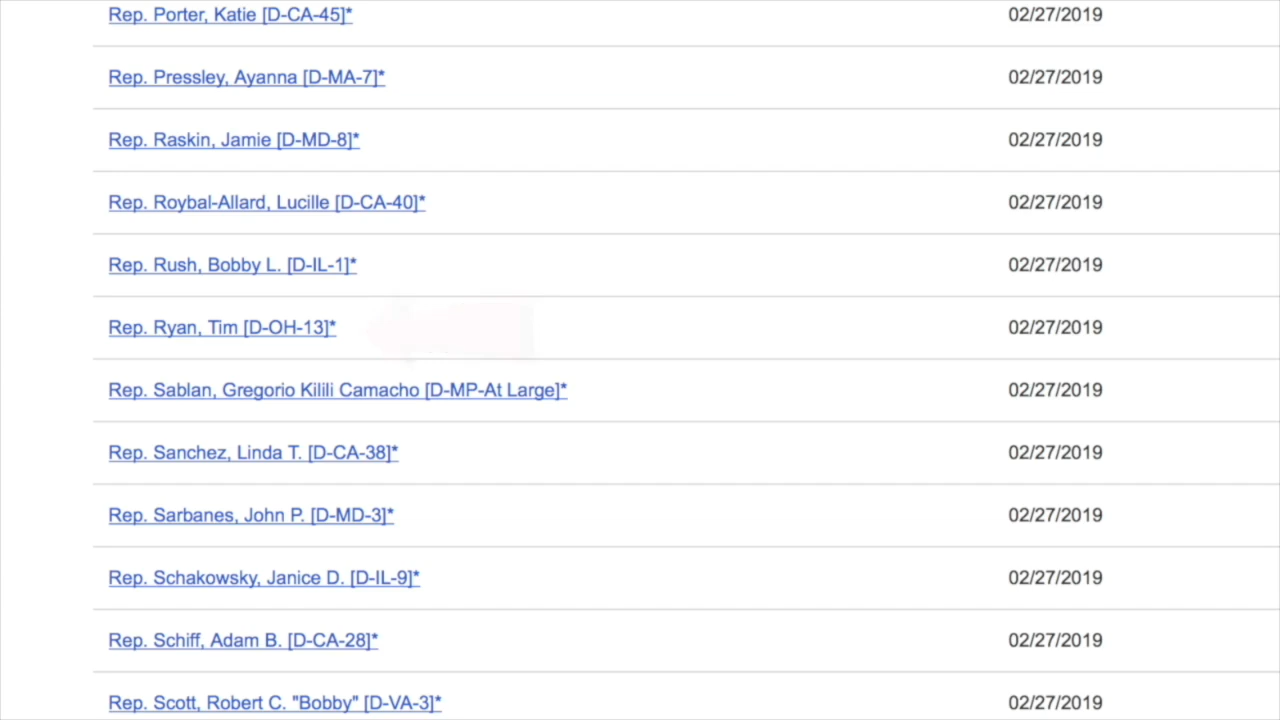 Rep. Porter, Katie [D-CA-45]* 02/27/2019
Rep. Pressley, Ayanna [D-MA-7]* 02/27/2019
Rep. Raskin, Jamie [D-MD-8]* 02/27/2019
Rep. Roybal-Allard, Lucille [D-CA-40]* 02/27/2019
Rep. Rush, Bobby L. [D-IL-1]* 02/27/2019
Rep. Ryan, Tim [D-OH-13]* 02/27/2019
Rep. Sablan, Gregorio Kilili Camacho [D-MP-At Large]* 02/27/2019
Rep. Sanchez, Linda T. [D-CA-38]* 02/27/2019
Rep. Sarbanes, John P. [D-MD-3]* 02/27/2019
Rep. Schakowsky, Janice D. [D-IL-9]* 02/27/2019
Rep. Schiff, Adam B. [D-CA-28]* 02/27/2019
Rep. Scott, Robert C. "Bobby" [D-VA-3]* 02/27/2019